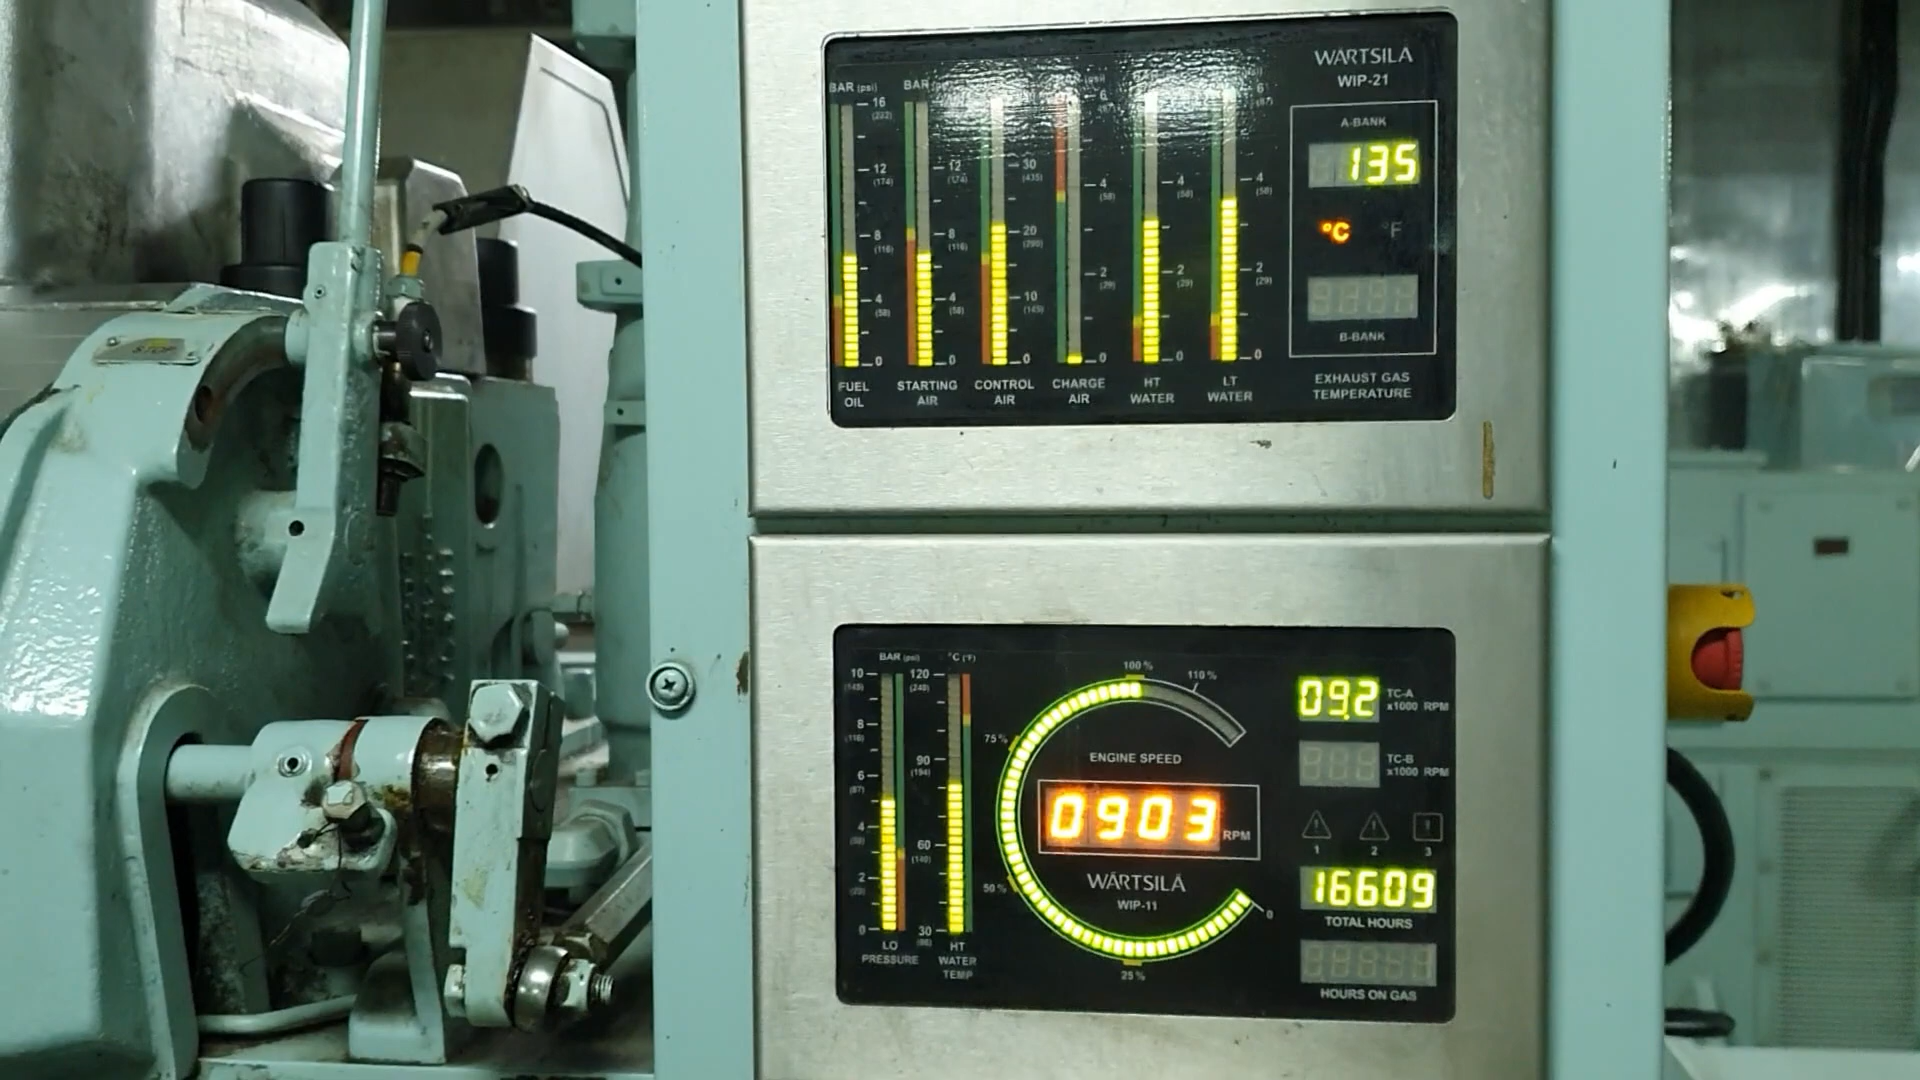 WÄRTSILÄ
WIP-21
BAR (psi)
BAR
16
(232)
12
(174)
8
(116)
4
(58)
0
12
(174)
8
(116)
4
(58)
0
30
(435)
20
(290)
10
(145)
0
6
4
(58)
2
(29)
0
4
(58)
2
(29)
0
6
(87)
4
(58)
2
(29)
0
FUEL
OIL
STARTING
AIR
CONTROL
AIR
CHARGE
AIR
HT
WATER
LT
WATER
A-BANK
135
°C °F
B-BANK
EXHAUST GAS
TEMPERATURE
STOP
BAR (psi)
10
(145)
8
(116)
6
(87)
4
2
(29)
0
LO
PRESSURE
°C (°F)
120
(248)
90
(194)
60
(140)
30
(86)
HT
WATER
TEMP
100 %
110 %
75 %
50 %
25 %
0
ENGINE SPEED
0903 RPM
WÄRTSILÄ
WIP-11
09.2 TC-A
x1000 RPM
TC-B
x1000 RPM
1 2 3
16609
TOTAL HOURS
HOURS ON GAS